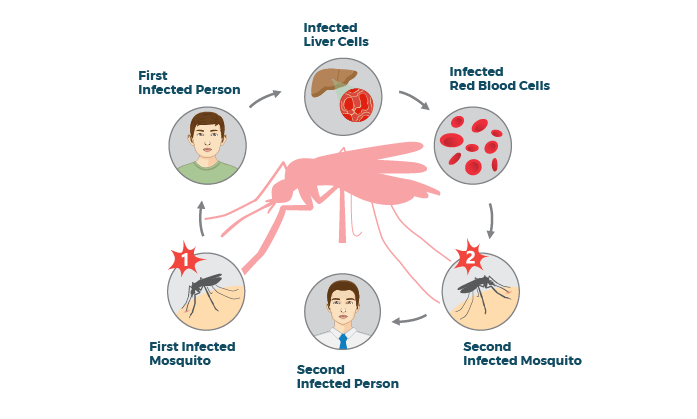 Infected
Liver Cells
First
Infected Person
Infected
Red Blood Cells
1
2
First Infected
Mosquito
Second
Infected Mosquito
Second
Infected Person